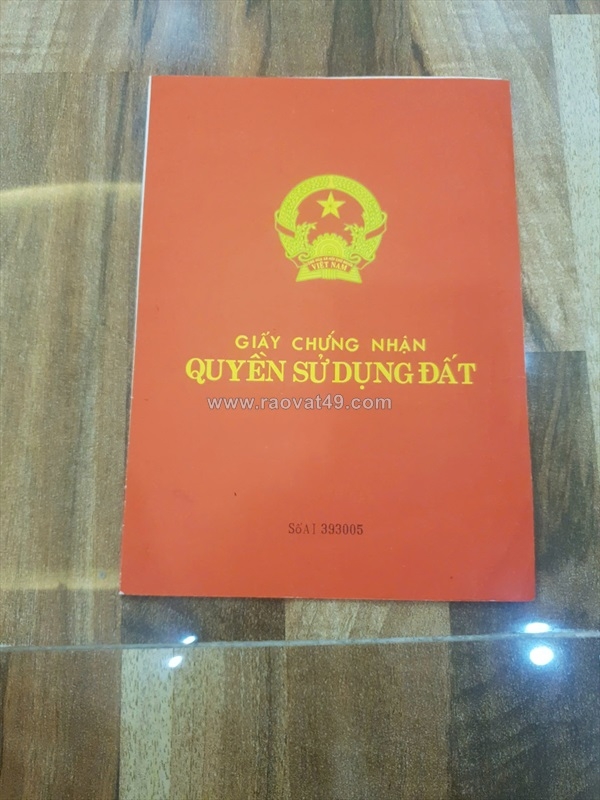 VIỆT NAM
GIẤY CHỨNG NHẬN
QUYỀN SỬ DỤNG ĐẤT
www.raovat49.com
Số AI 393005